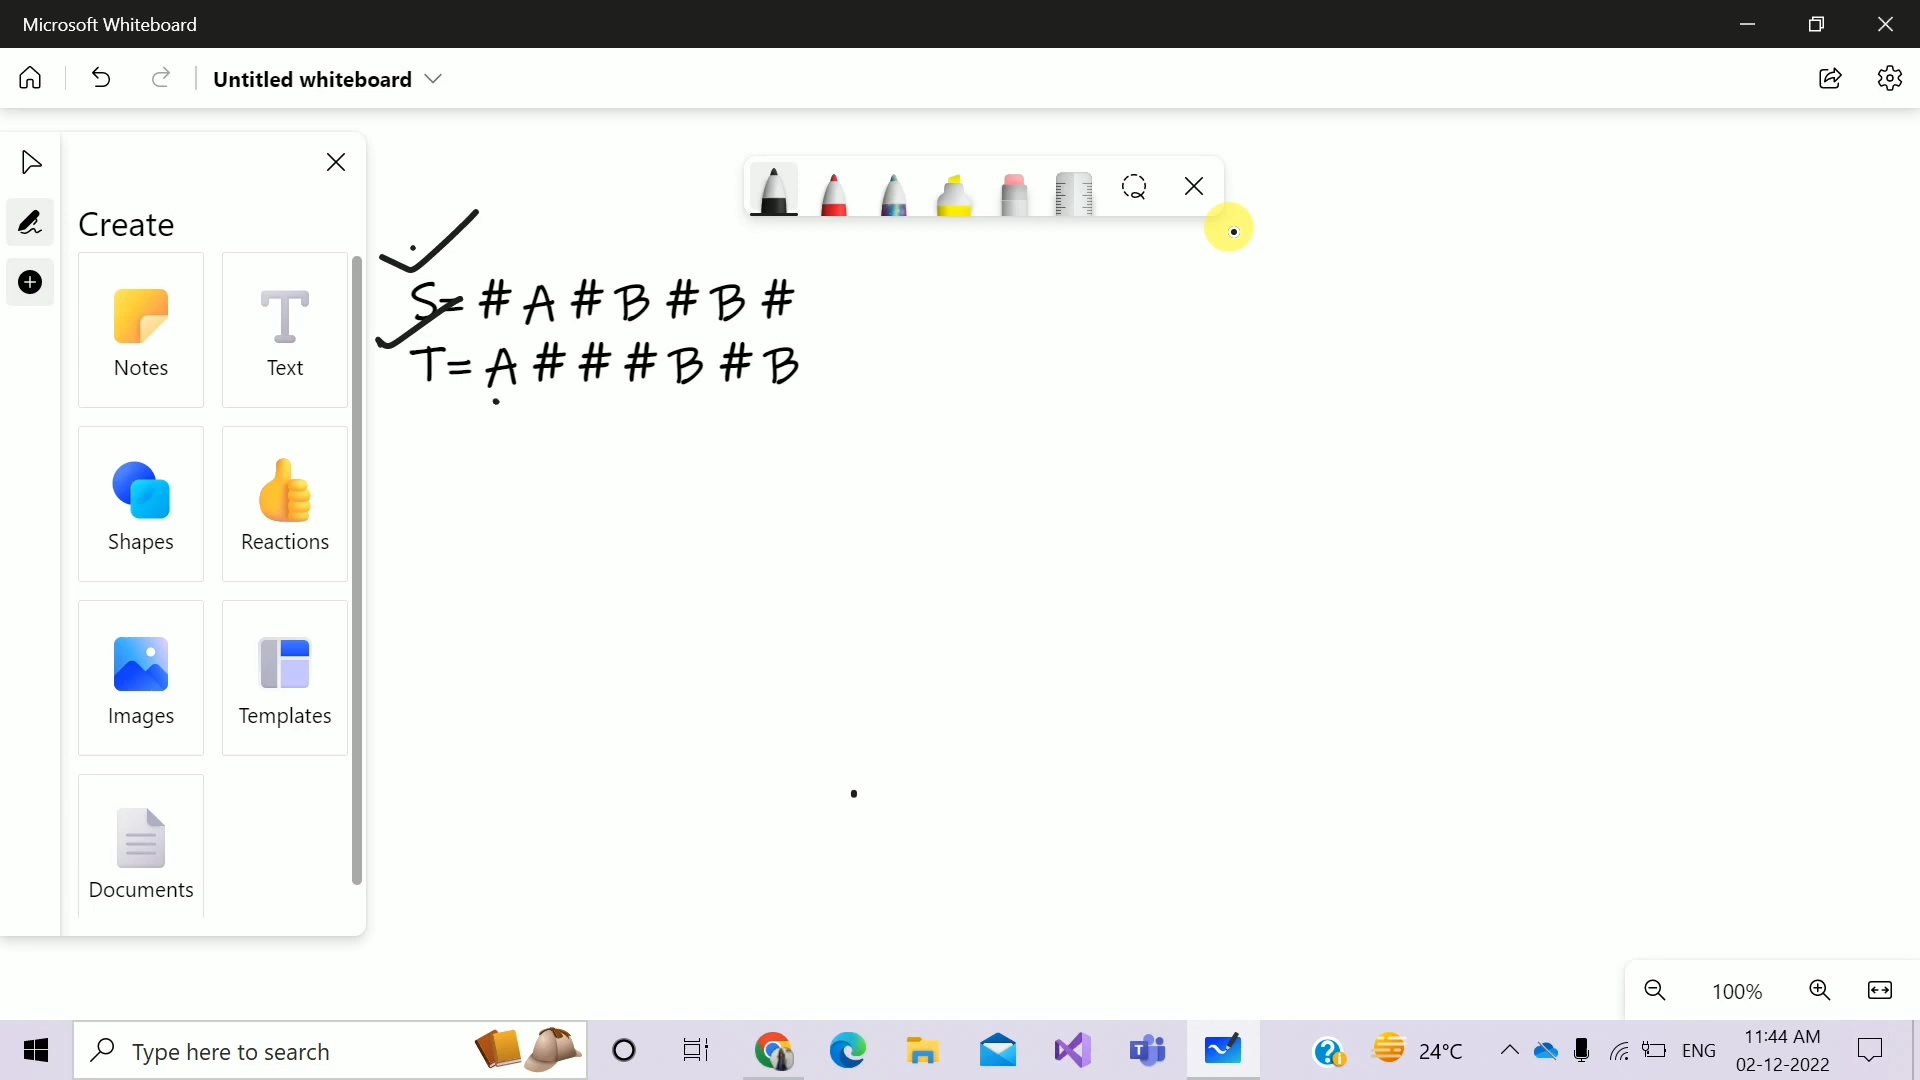 Microsoft Whiteboard
Untitled whiteboard
Create
Notes
Text
Shapes
Reactions
Images
Templates
Documents
S= # A # B # B #
T= A # # # B # B
100%
Type here to search
24°C
ENG
11:44 AM
02-12-2022